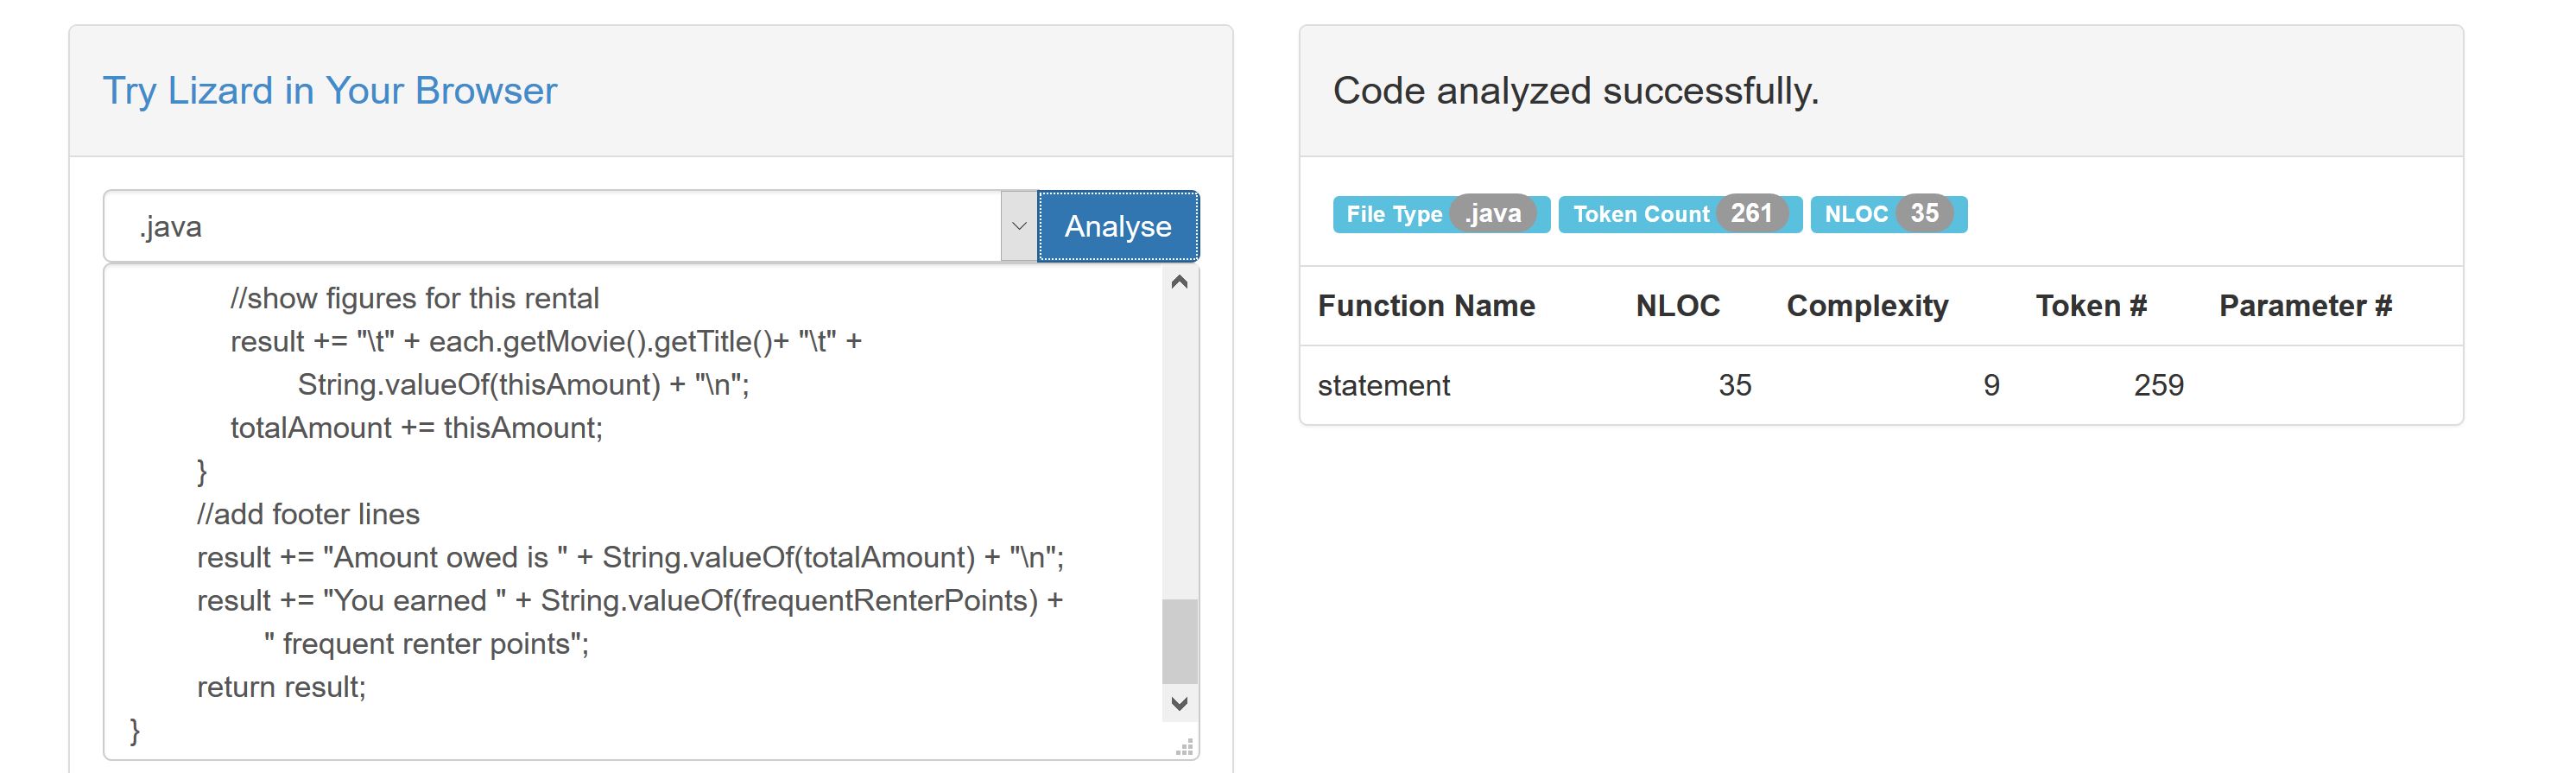 Try Lizard in Your Browser
.java
Analyse
//show figures for this rental
result += "\t" + each.getMovie().getTitle()+ "\t" +
String.valueOf(thisAmount) + "\n";
totalAmount += thisAmount;
}
//add footer lines
result += "Amount owed is " + String.valueOf(totalAmount) + "\n";
result += "You earned " + String.valueOf(frequentRenterPoints) +
" frequent renter points";
return result;
}
Code analyzed successfully.
File Type .java Token Count 261 NLOC 35
Function Name NLOC Complexity Token # Parameter #
statement 35 9 259